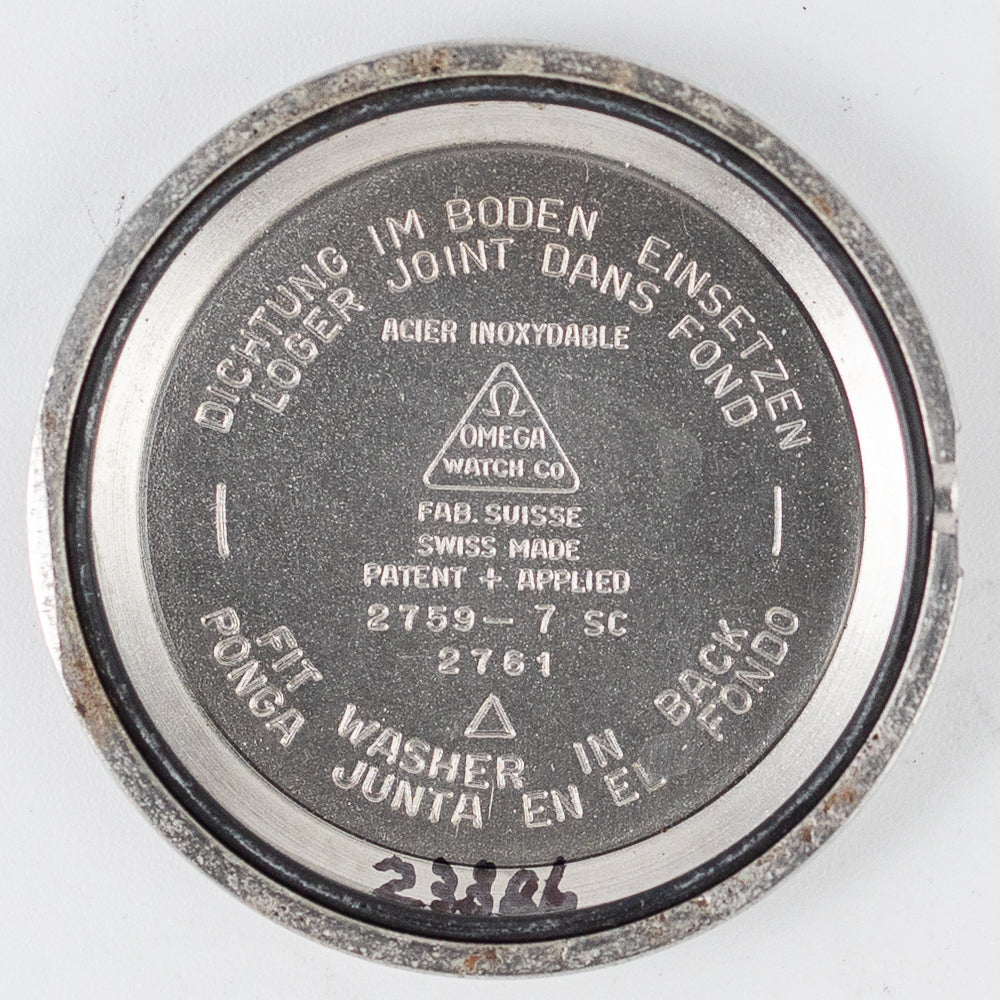 DICHTUNG IM BODEN EINSETZEN
LOGER JOINT DANS FOND
ACIER INOXYDABLE
Ω
OMEGA
WATCH CO
FAB. SUISSE
SWISS MADE
PATENT + APPLIED
2759 - 7 SC
2761
FIT WASHER IN BACK
PONGA JUNTA EN EL FONDO